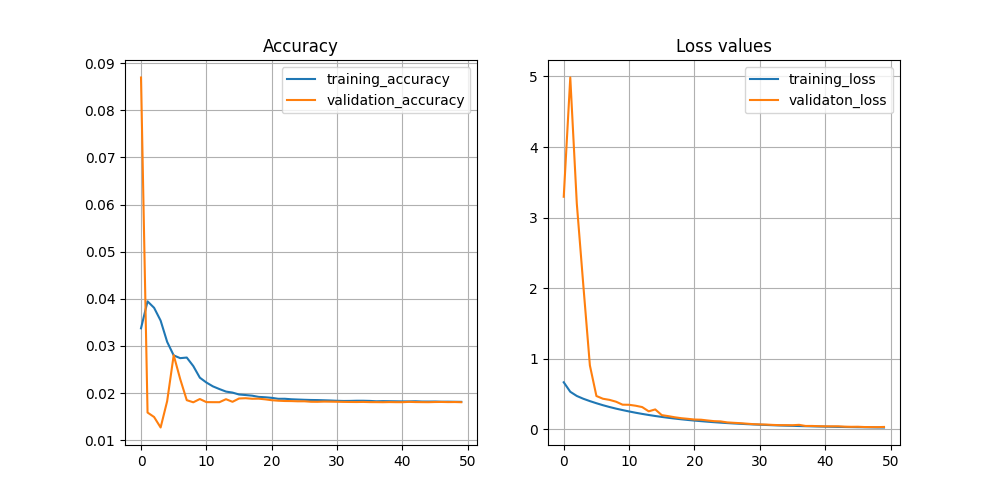 Accuracy
0.09
0.08
0.07
0.06
0.05
0.04
0.03
0.02
0.01
0 10 20 30 40 50
training_accuracy
validation_accuracy
Loss values
5
4
3
2
1
0
0 10 20 30 40 50
training_loss
validaton_loss